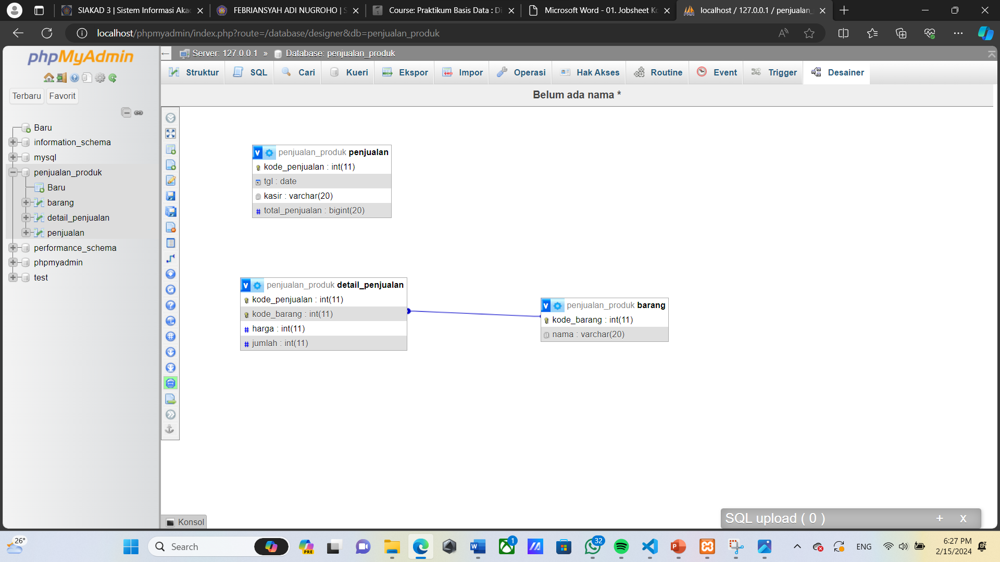 SIAKAD 3 | Sistem Informasi Aka
FEBRIANSYAH ADI NUGROHO | S
Course: Praktikum Basis Data : Di
Microsoft Word - 01. Jobsheet Ko
localhost / 127.0.0.1 / penjualan_
localhost/phpmyadmin/index.php?route=/database/designer&db=penjualan_produk
phpMyAdmin
Terbaru Favorit
Baru
information_schema
mysql
penjualan_produk
Baru
barang
detail_penjualan
penjualan
performance_schema
phpmyadmin
test
Server: 127.0.0.1 » Database: penjualan_produk
Struktur SQL Cari Kueri Ekspor Impor Operasi Hak Akses Routine Event Trigger Desainer
Belum ada nama *
v penjualan_produk penjualan
kode_penjualan : int(11)
tgl : date
kasir : varchar(20)
# total_penjualan : bigint(20)
v penjualan_produk detail_penjualan
kode_penjualan : int(11)
kode_barang : int(11)
# harga : int(11)
# jumlah : int(11)
v penjualan_produk barang
kode_barang : int(11)
nama : varchar(20)
Konsol
SQL upload ( 0 ) + x
26°
Search
PRE
1
32
ENG
6:27 PM
2/15/2024